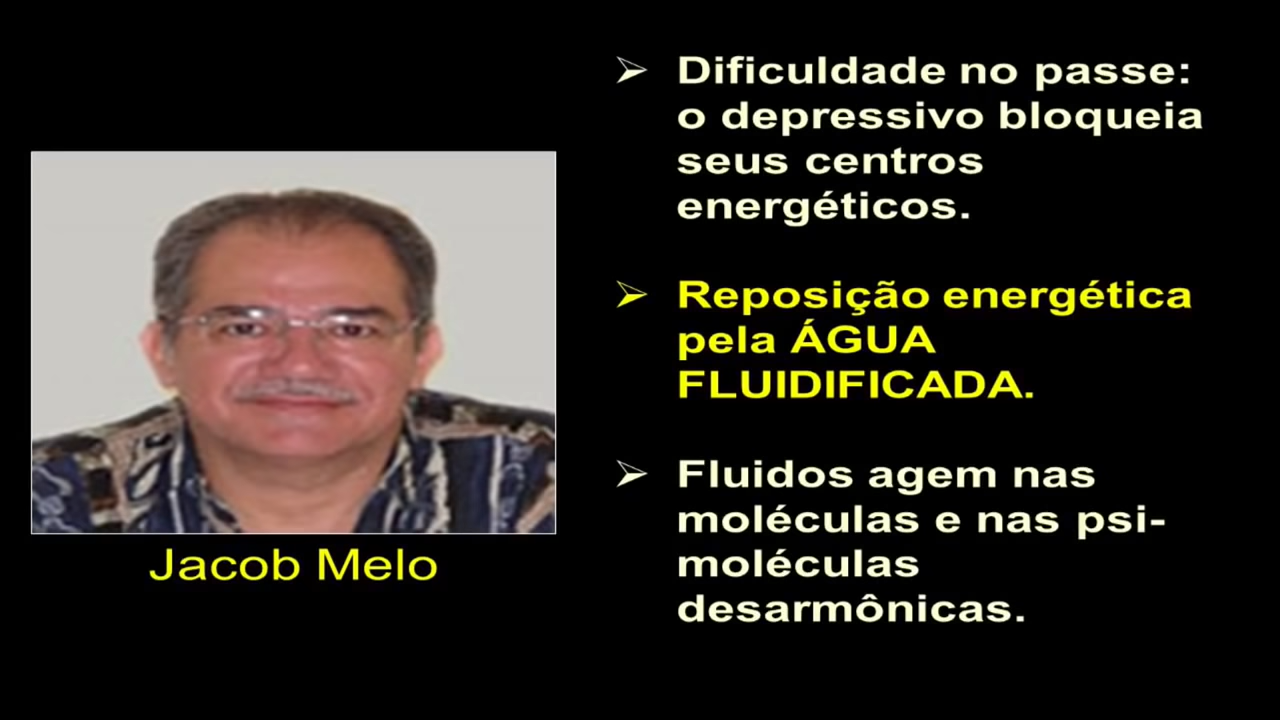 Dificuldade no passe:
o depressivo bloqueia
seus centros
energéticos.
Reposição energética
pela ÁGUA
FLUIDIFICADA.
Fluidos agem nas
moléculas e nas psi-
moléculas
desarmônicas.
Jacob Melo